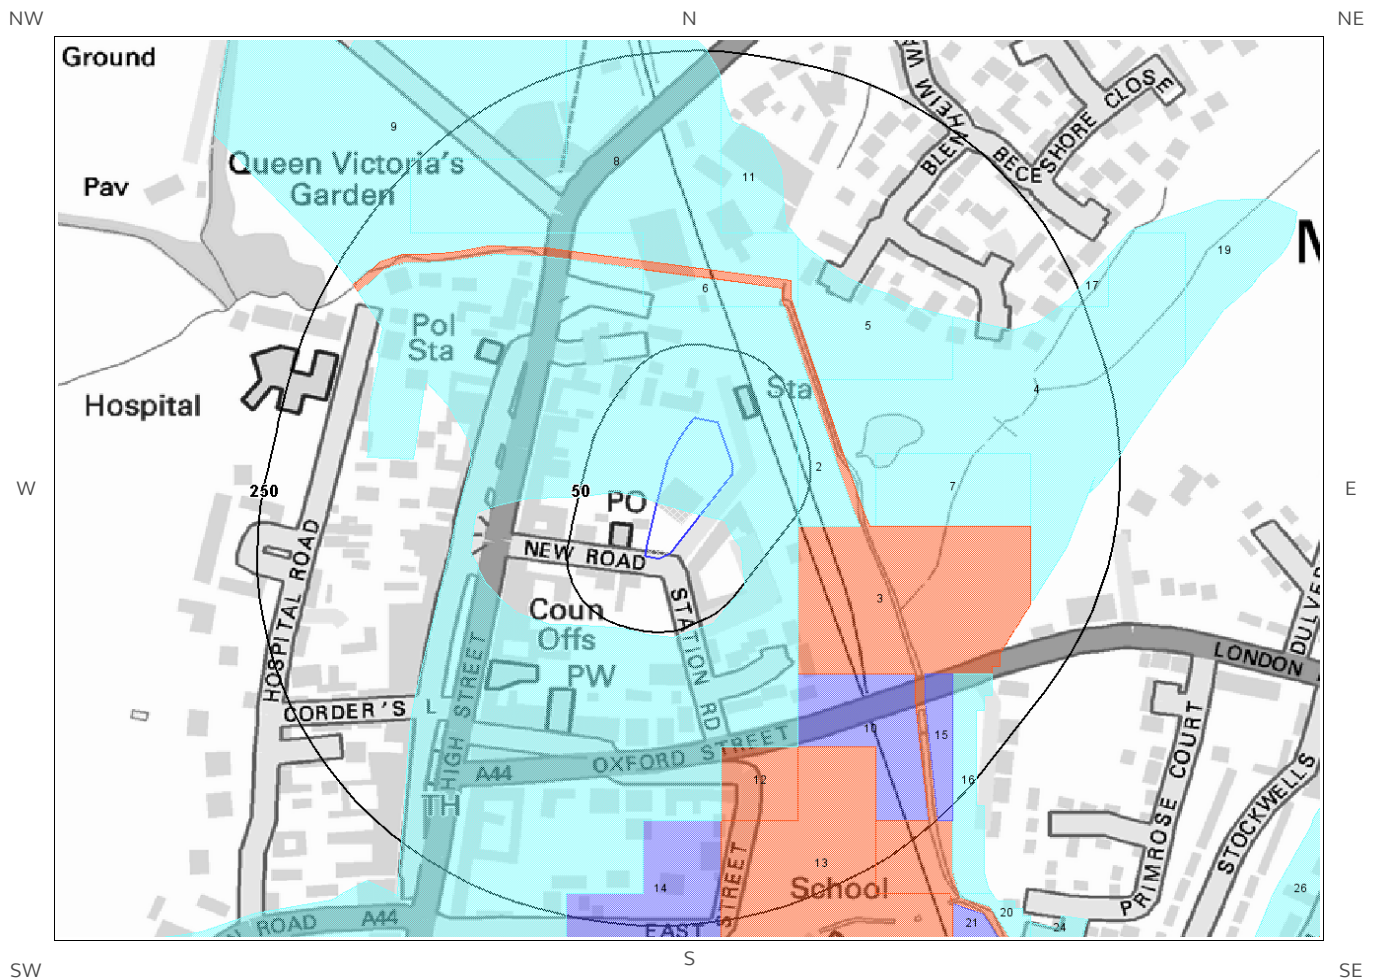 NW
N
NE
Ground
9
Queen Victoria's
Garden
8
11
Pav
BLENHEIM WA
BECESHORE CLOSE
19
17
6
5
Pol
Sta
Sta
4
Hospital
2
7
W
250
50
PO
E
NEW ROAD
HOSPITAL ROAD
STATION RD
3
Coun
Offs
PW
DULVER
LONDON
CORDER'S L
HIGH STREET
10
15
OXFORD STREET
A44
12
16
TH
PRIMROSE COURT
STOCKWELLS
13
14
School
STREET
26
ROAD
A44
EAST
20
21
24
SW
S
SE